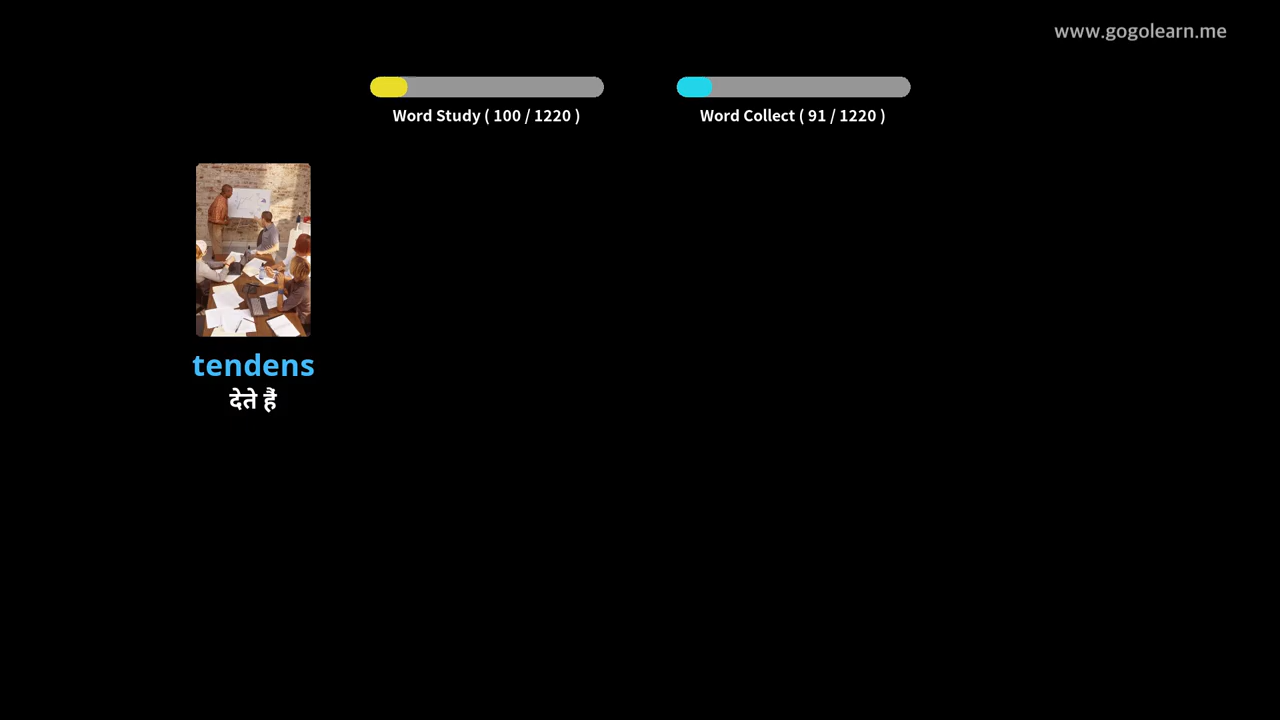 www.gogolearn.me
Word Study ( 100 / 1220 )
Word Collect ( 91 / 1220 )
tendens
देते हैं